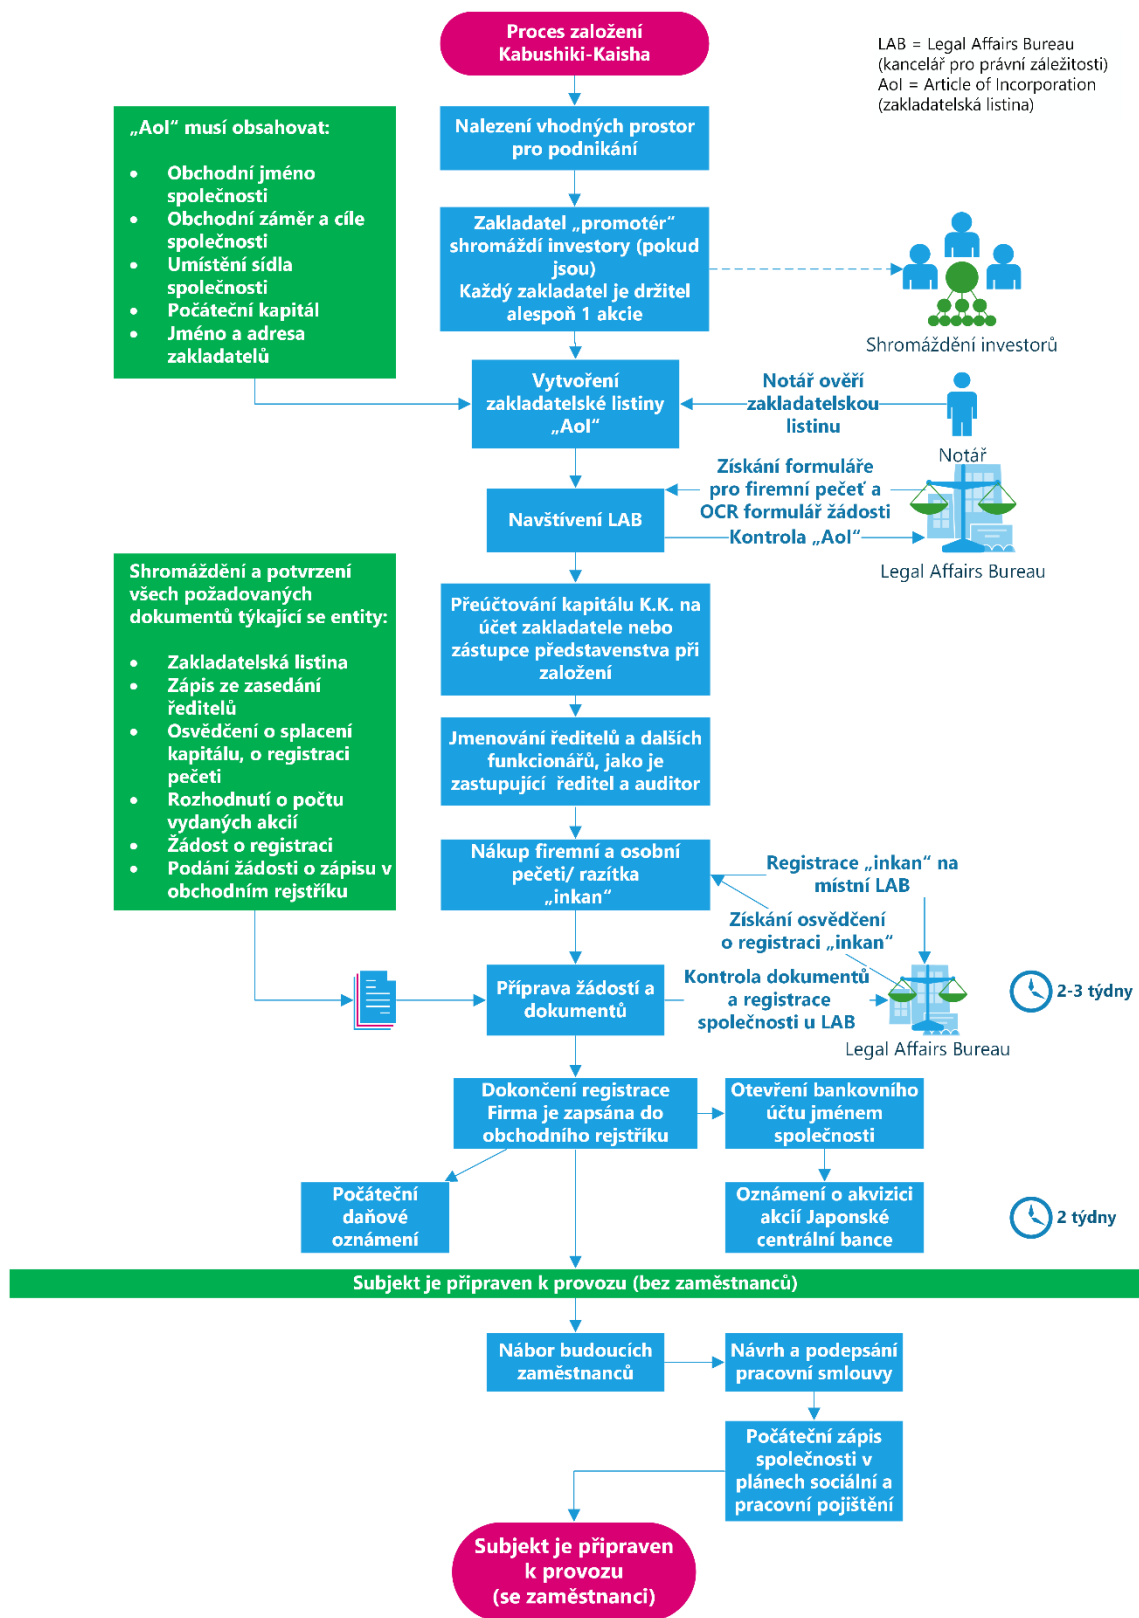 Proces založení
Kabushiki-Kaisha
LAB = Legal Affairs Bureau
(kancelář pro právní záležitosti)
AoI = Article of Incorporation
(zakladatelská listina)
„AoI“ musí obsahovat:
• Obchodní jméno
společnosti
• Obchodní záměr a cíle
společnosti
• Umístění sídla
společnosti
• Počáteční kapitál
• Jméno a adresa
zakladatelů
Nalezení vhodných prostor
pro podnikání
Zakladatel „promotér“
shromáždí investory (pokud
jsou)
Každý zakladatel je držitel
alespoň 1 akcie
Shromáždění investorů
Vytvoření
zakladatelské listiny
„AoI“
Notář ověří
zakladatelskou
listinu
Notář
Navštívení LAB
Získání formuláře
pro firemní pečeť a
OCR formulář žádosti
Kontrola „AoI“
Legal Affairs Bureau
Shromáždění a potvrzení
všech požadovaných
dokumentů týkající se entity:
• Zakladatelská listina
• Zápis ze zasedání
ředitelů
• Osvědčení o splacení
kapitálu, o registraci
pečeti
• Rozhodnutí o počtu
vydaných akcií
• Žádost o registraci
• Podání žádosti o zápisu v
obchodním rejstříku
Přeúčtování kapitálu K.K. na
účet zakladatele nebo
zástupce představenstva při
založení
Jmenování ředitelů a dalších
funkcionářů, jako je
zastupující ředitel a auditor
Nákup firemní a osobní
pečeti/ razítka
„inkan“
Registrace „inkan“ na
místní LAB
Získání osvědčení
o registraci „inkan“
Příprava žádostí a
dokumentů
Kontrola dokumentů
a registrace
společnosti u LAB
Legal Affairs Bureau
2-3 týdny
Dokončení registrace
Firma je zapsána do
obchodního rejstříku
Otevření bankovního
účtu jménem
společnosti
Počáteční
daňové
oznámení
Oznámení o akvizici
akcií Japonské
centrální bance
2 týdny
Subjekt je připraven k provozu (bez zaměstnanců)
Nábor budoucích
zaměstnanců
Návrh a podepsání
pracovní smlouvy
Počáteční zápis
společnosti v
plánech sociální a
pracovní pojištění
Subjekt je připraven
k provozu
(se zaměstnanci)